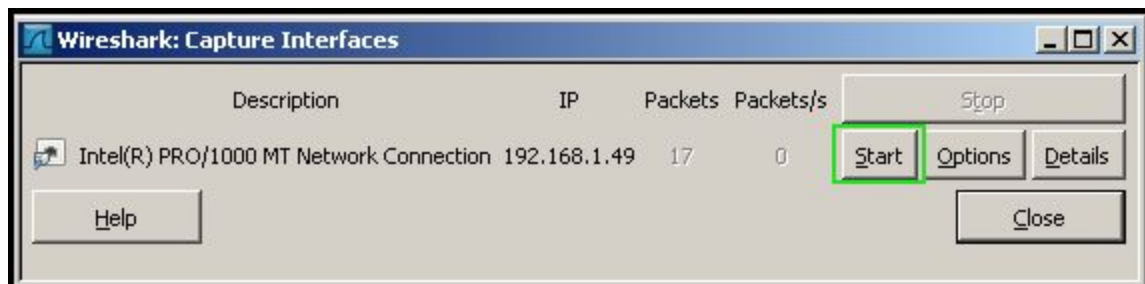 Wireshark: Capture Interfaces
Description IP Packets Packets/s Stop
Intel(R) PRO/1000 MT Network Connection 192.168.1.49 17 0 Start Options Details
Help Close